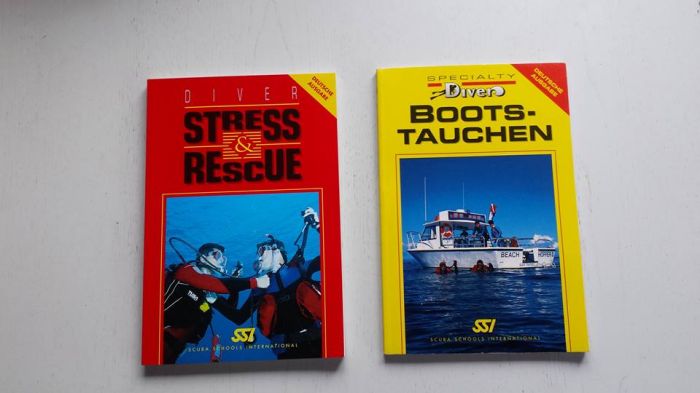 DIVER
DEUTSCHE
AUSGABE
STRESS
&
RESCUE
SSI
SCUBA SCHOOLS INTERNATIONAL
SPECIALTY
Diver
DEUTSCHE
AUSGABE
BOOTS-
TAUCHEN
BEACH HOPPER
SSI
SCUBA SCHOOLS INTERNATIONAL